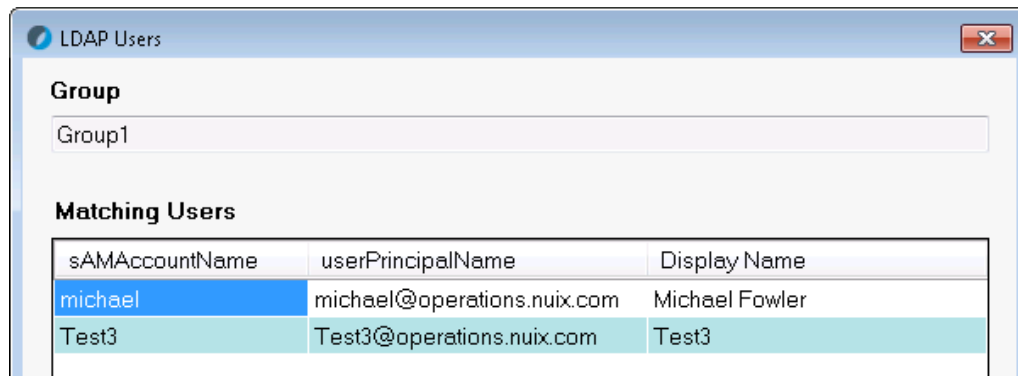 LDAP Users
Group
Group1
Matching Users
sAMAccountName userPrincipalName Display Name
michael michael@operations.nuix.com Michael Fowler
Test3 Test3@operations.nuix.com Test3